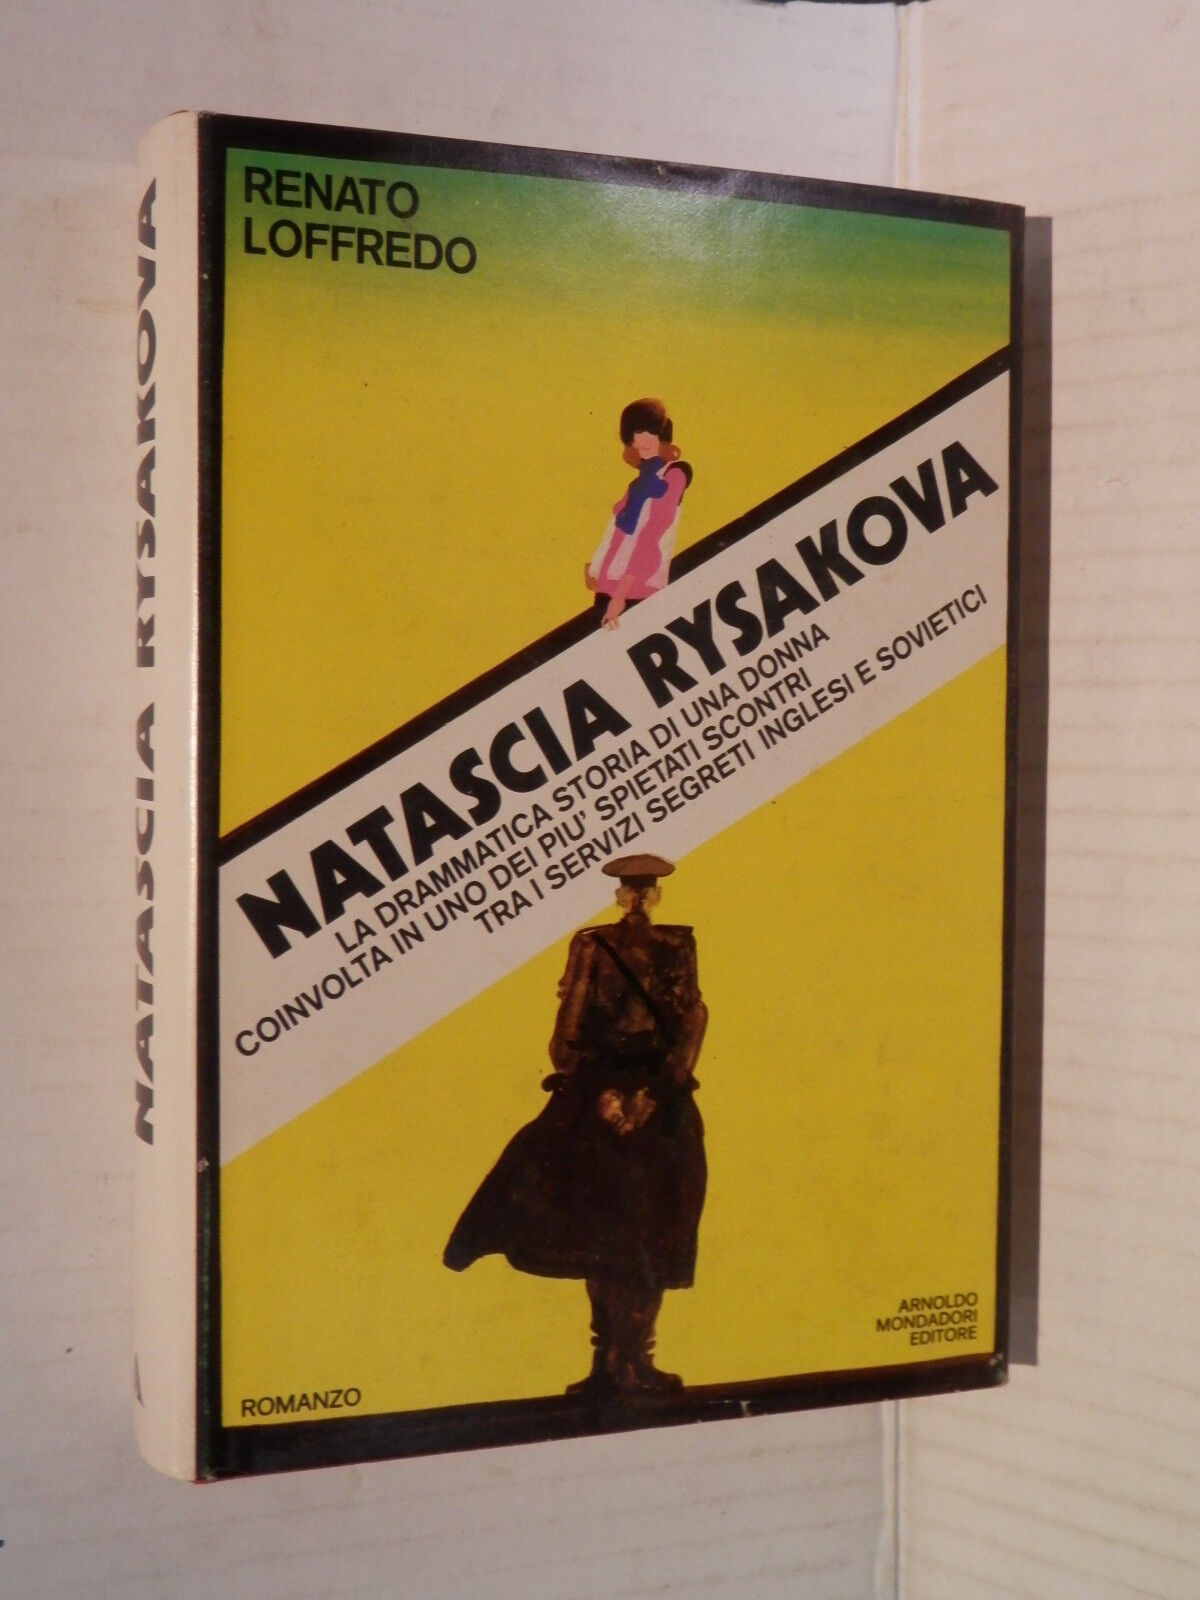 NATASCIA RYSAKOVA
RENATO
LOFFREDO
NATASCIA RYSAKOVA
LA DRAMMATICA STORIA DI UNA DONNA
COINVOLTA IN UNO DEI PIU' SPIETATI SCONTRI
TRA I SERVIZI SEGRETI INGLESI E SOVIETICI
ARNOLDO
MONDADORI
EDITORE
ROMANZO